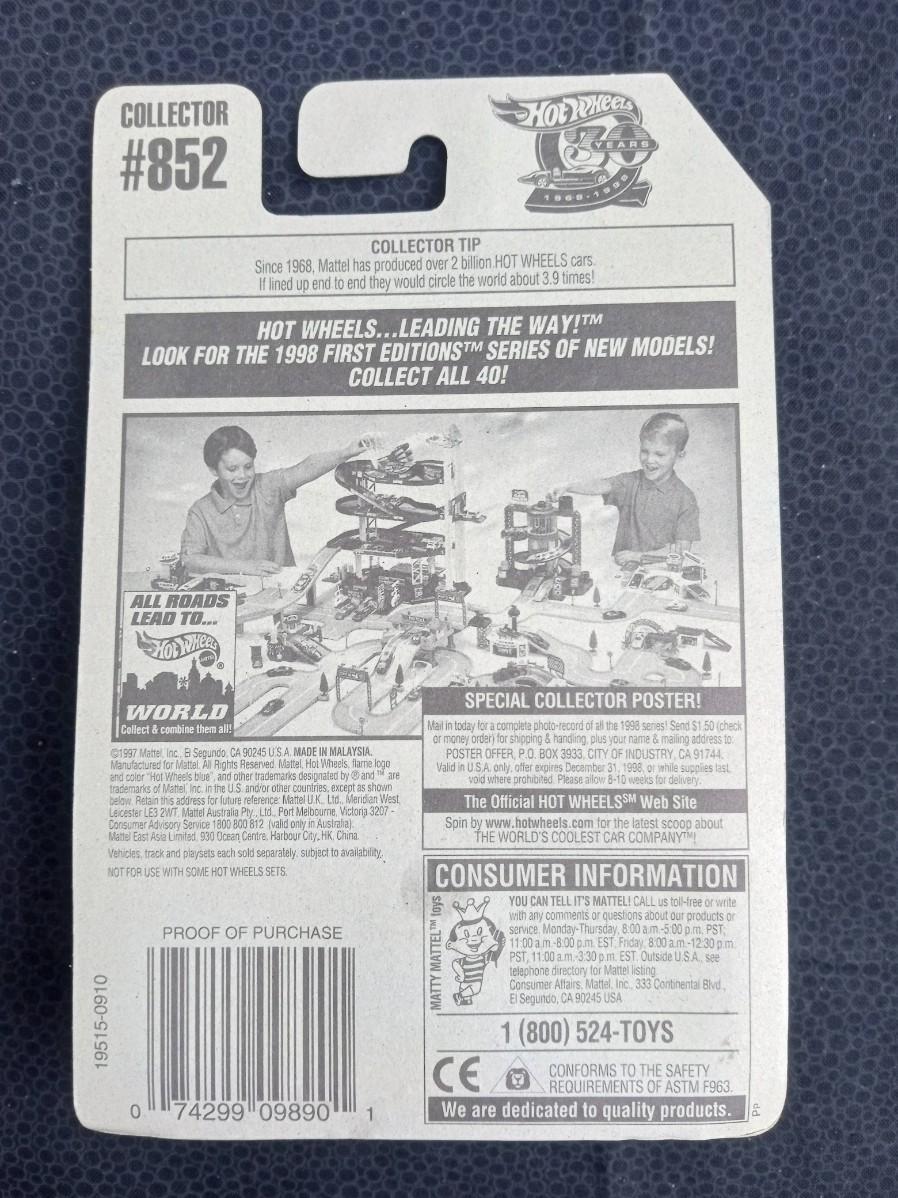 COLLECTOR
#852
HOT WHEELS
30 YEARS
1968-1998
COLLECTOR TIP
Since 1968, Mattel has produced over 2 billion HOT WHEELS cars.
If lined up end to end they would circle the world about 3.9 times!
HOT WHEELS...LEADING THE WAY!™
LOOK FOR THE 1998 FIRST EDITIONS™ SERIES OF NEW MODELS!
COLLECT ALL 40!
ALL ROADS
LEAD TO...
Hot Wheels®
WORLD
Collect & combine them all!
©1997 Mattel, Inc., El Segundo, CA 90245 U.S.A. MADE IN MALAYSIA.
Manufactured for Mattel. All Rights Reserved. Mattel, Hot Wheels, flame logo
and color "Hot Wheels blue", and other trademarks designated by ® and ™ are
trademarks of Mattel, Inc. in the U.S. and/or other countries, except as shown
below. Retain this address for future reference: Mattel U.K., Ltd., Meridian West,
Leicester LE3 2WT. Mattel Australia Pty., Ltd., Port Melbourne, Victoria 3207 -
Consumer Advisory Service 1800 800 812 (valid only in Australia).
Mattel East Asia Limited, 930 Ocean Centre, Harbour City, HK, China.
Vehicles, track and playsets each sold separately, subject to availability.
NOT FOR USE WITH SOME HOT WHEELS SETS.
SPECIAL COLLECTOR POSTER!
Mail in today for a complete photo-record of all the 1998 series! Send $1.50 (check
or money order) for shipping & handling, plus your name & mailing address to:
POSTER OFFER, P.O. BOX 3933, CITY OF INDUSTRY, CA 91744.
Valid in U.S.A. only, offer expires December 31, 1998, or while supplies last,
void where prohibited. Please allow 8-10 weeks for delivery.
The Official HOT WHEELS℠ Web Site
Spin by www.hotwheels.com for the latest scoop about
THE WORLD'S COOLEST CAR COMPANY™!
CONSUMER INFORMATION
MATTY MATTEL™ toys
YOU CAN TELL IT'S MATTEL! CALL us toll-free or write
with any comments or questions about our products or
service. Monday-Thursday, 8:00 a.m.-5:00 p.m. PST;
11:00 a.m.-8:00 p.m. EST. Friday, 8:00 a.m.-12:30 p.m.
PST, 11:00 a.m.-3:30 p.m. EST. Outside U.S.A., see
telephone directory for Mattel listing.
Consumer Affairs, Mattel, Inc., 333 Continental Blvd.,
El Segundo, CA 90245 USA
1 (800) 524-TOYS
CE
CONFORMS TO THE SAFETY
REQUIREMENTS OF ASTM F963.
We are dedicated to quality products.
PP
PROOF OF PURCHASE
19515-0910
0 74299 09890 1